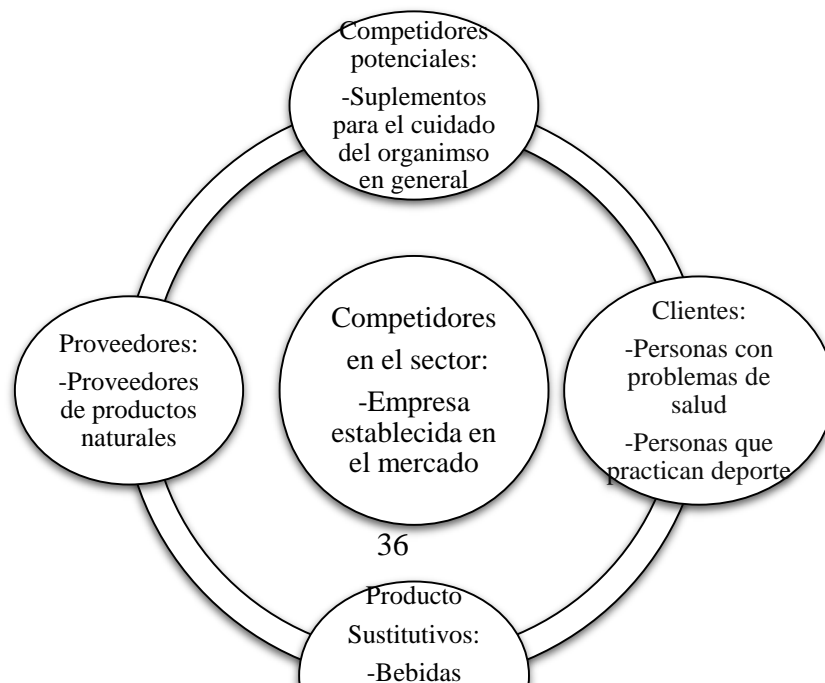 Competidores
potenciales:
-Suplementos
para el cuidado
del organimso
en general
Proveedores:
-Proveedores
de productos
naturales
Competidores
en el sector:
-Empresa
establecida en
el mercado
Clientes:
-Personas con
problemas de
salud
-Personas que
practican deporte
36
Producto
Sustitutivos:
-Bebidas